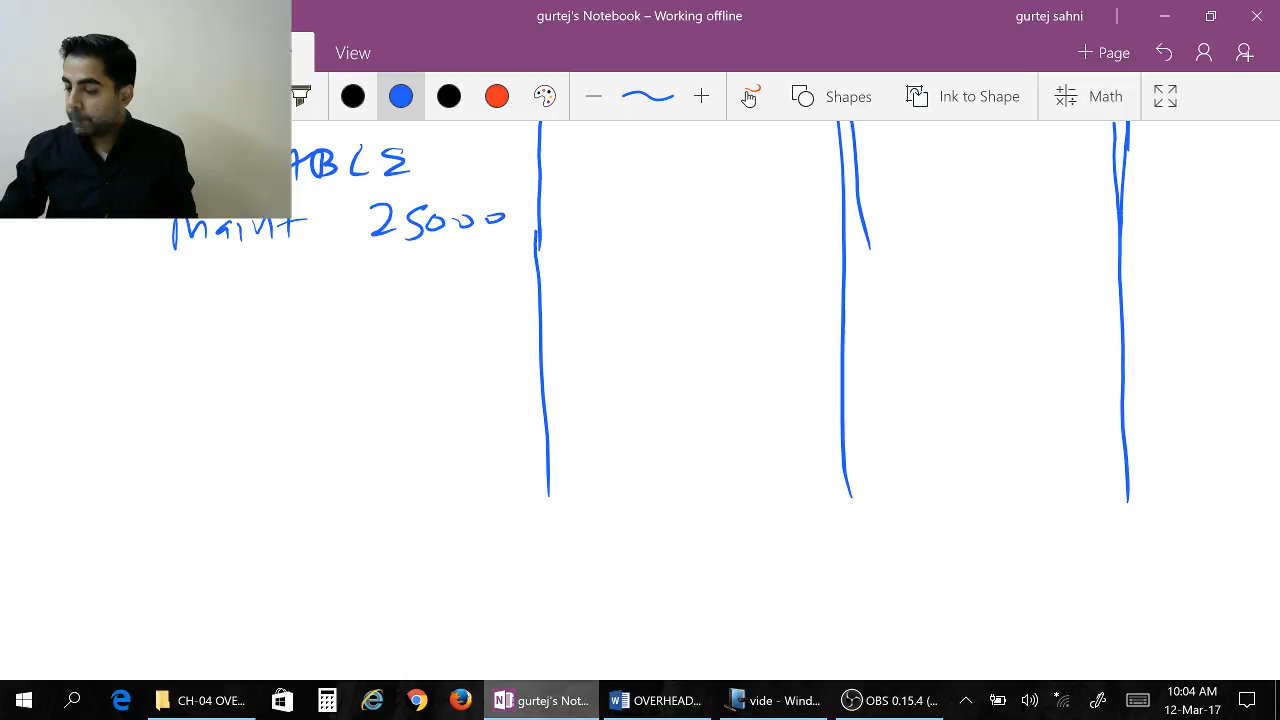 gurtej's Notebook – Working offline
gurtej sahni
View
Page
Shapes
Ink to Shape
Math
ABLE
maint 25000
CH-04 OVE...
gurtej's Not...
OVERHEAD...
vide - Wind...
OBS 0.15.4 (...
10:04 AM
12-Mar-17